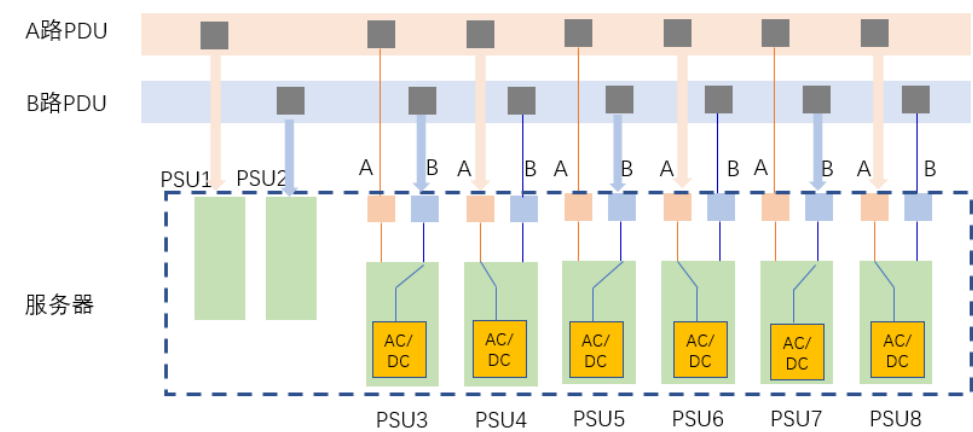 A路PDU
B路PDU
PSU1 PSU2 A B A B A B A B A B A B
服务器
AC/DC AC/DC AC/DC AC/DC AC/DC AC/DC
PSU3 PSU4 PSU5 PSU6 PSU7 PSU8